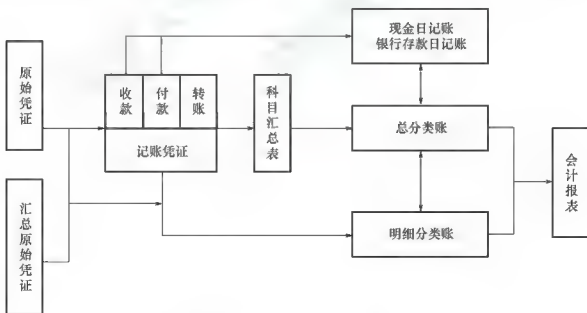 原始凭证
汇总原始凭证
收款
付款
转账
记账凭证
科目汇总表
现金日记账
银行存款日记账
总分类账
明细分类账
会计报表